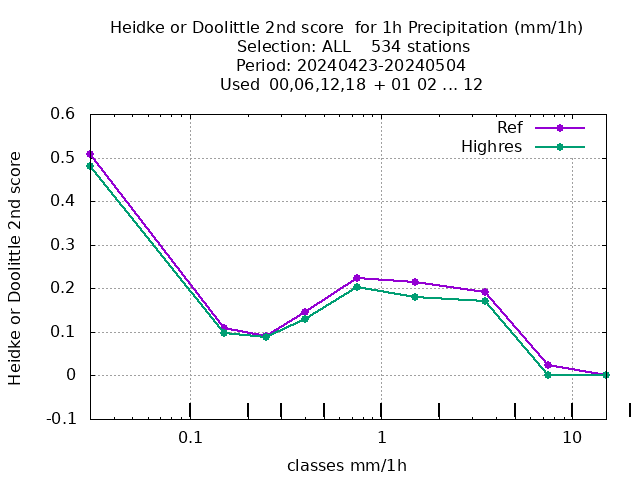 Heidke or Doolittle 2nd score  for 1h Precipitation (mm/1h)
Selection: ALL    534 stations
Period: 20240423-20240504
Used  00,06,12,18  + 01 02 ... 12
Ref
Highres
0.6
0.5
0.4
0.3
0.2
0.1
0
-0.1
Heidke or Doolittle 2nd score
0.1 1 10
classes mm/1h